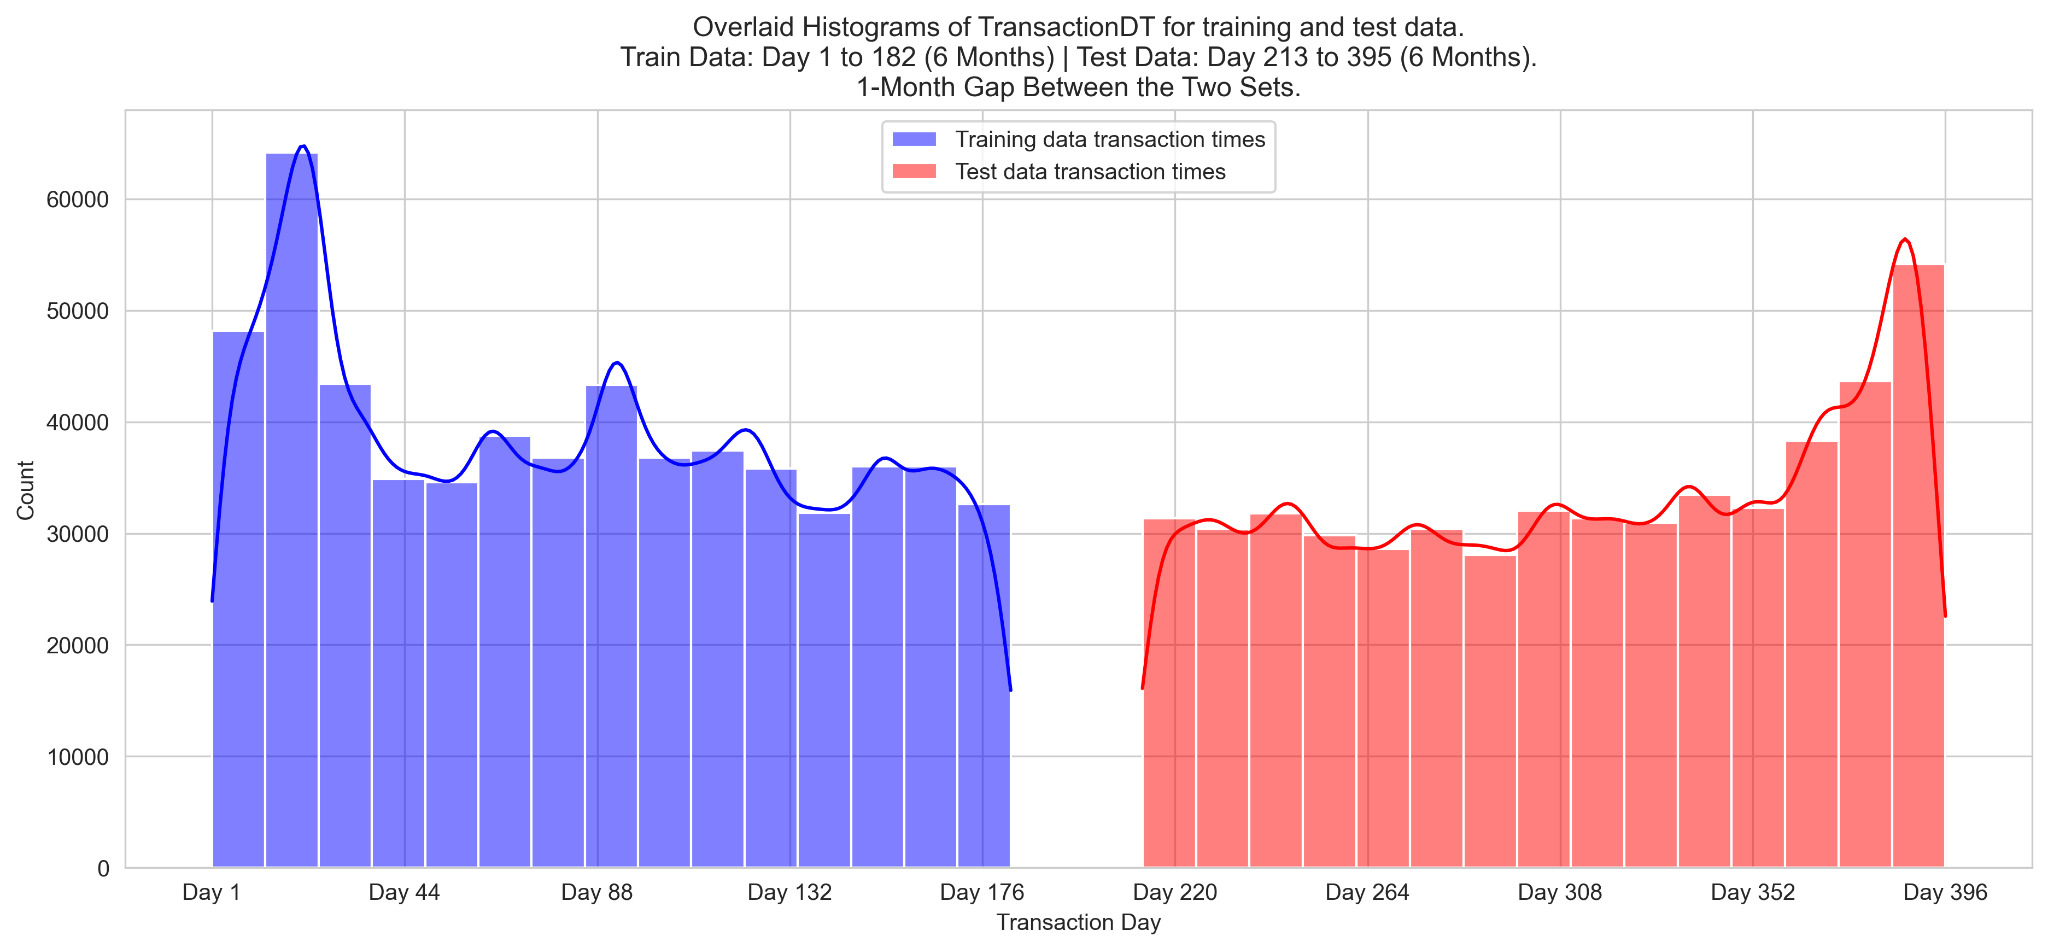 Overlaid Histograms of TransactionDT for training and test data.
Train Data: Day 1 to 182 (6 Months) | Test Data: Day 213 to 395 (6 Months).
1-Month Gap Between the Two Sets.
Training data transaction times
Test data transaction times
60000
50000
40000
30000
20000
10000
0
Count
Day 1 Day 44 Day 88 Day 132 Day 176 Day 220 Day 264 Day 308 Day 352 Day 396
Transaction Day